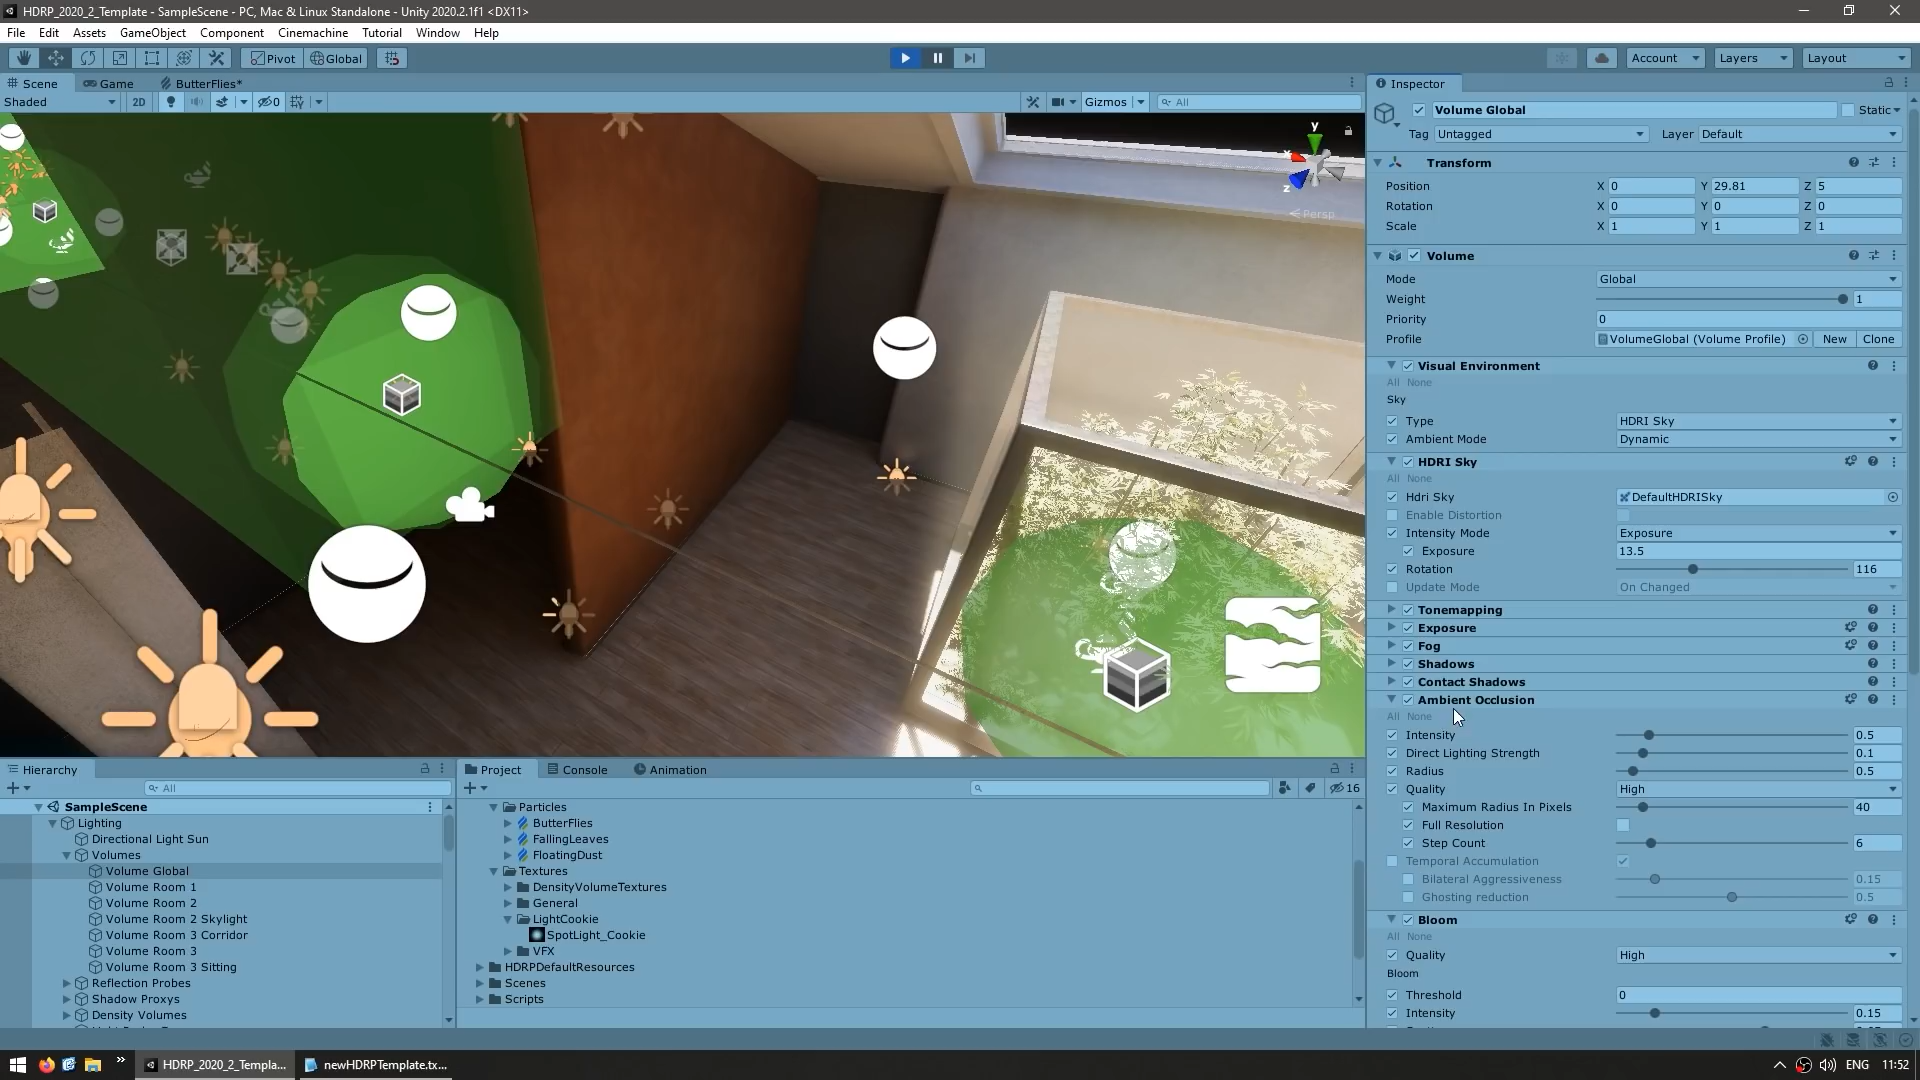 HDRP_2020_2_Template - SampleScene - PC, Mac & Linux Standalone - Unity 2020.2.1f1 <DX11>
File Edit Assets GameObject Component Cinemachine Tutorial Window Help
Pivot Global Account Layers Layout
Scene Game ButterFlies*
Shaded 2D 0 Gizmos All
y
x
z
Persp
Inspector
Volume Global Static
Tag Untagged Layer Default
Transform
Position X 0 Y 29.81 Z 5
Rotation X 0 Y 0 Z 0
Scale X 1 Y 1 Z 1
Volume
Mode Global
Weight 1
Priority 0
Profile VolumeGlobal (Volume Profile) New Clone
Visual Environment
All None
Sky
Type HDRI Sky
Ambient Mode Dynamic
HDRI Sky
All None
Hdri Sky DefaultHDRISky
Enable Distortion
Intensity Mode Exposure
Exposure 13.5
Rotation 116
Update Mode On Changed
Tonemapping
Exposure
Fog
Shadows
Contact Shadows
Ambient Occlusion
All None
Intensity 0.5
Direct Lighting Strength 0.1
Radius 0.5
Quality High
Maximum Radius In Pixels 40
Full Resolution
Step Count 6
Temporal Accumulation
Bilateral Aggressiveness 0.15
Ghosting reduction 0.5
Bloom
All None
Quality High
Bloom
Threshold 0
Intensity 0.15
Hierarchy
All
SampleScene
Lighting
Directional Light Sun
Volumes
Volume Global
Volume Room 1
Volume Room 2
Volume Room 2 Skylight
Volume Room 3 Corridor
Volume Room 3
Volume Room 3 Sitting
Reflection Probes
Shadow Proxys
Density Volumes
Project Console Animation
16
Particles
ButterFlies
FallingLeaves
FloatingDust
Textures
DensityVolumeTextures
General
LightCookie
SpotLight_Cookie
VFX
HDRPDefaultResources
Scenes
Scripts
HDRP_2020_2_Templa... newHDRPTemplate.tx... ENG 11:52